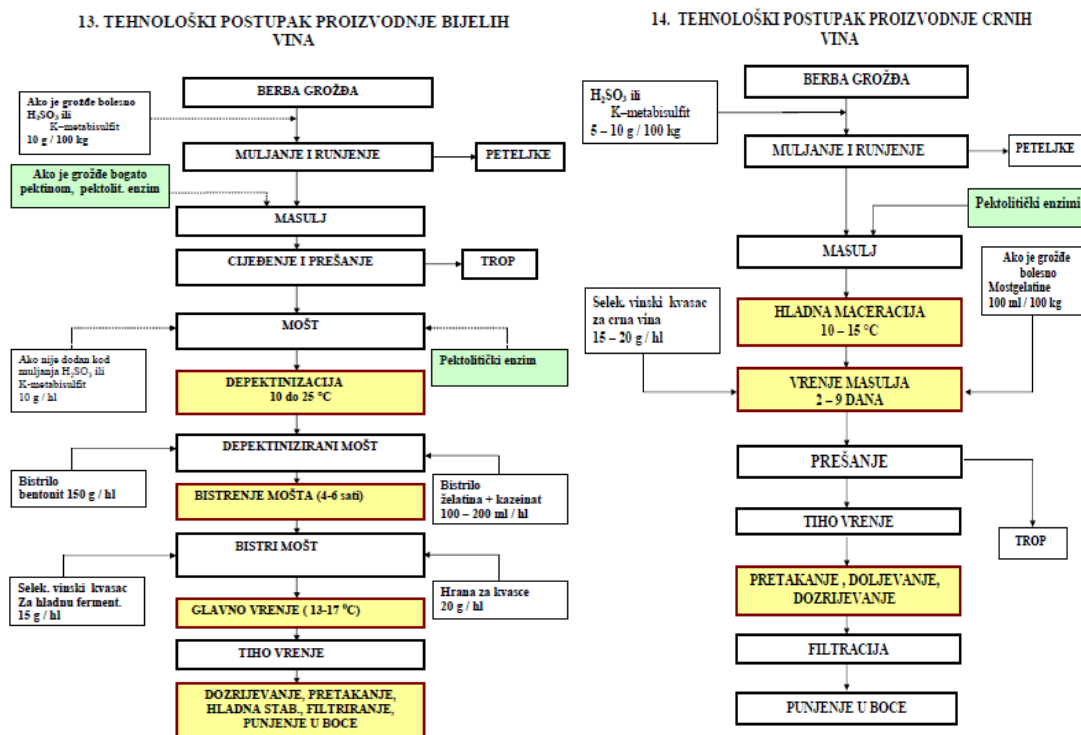 13. TEHNOLOŠKI POSTUPAK PROIZVODNJE BIJELIH
VINA
Ako je grožđe bolesno
H₂SO₃ ili
K–metabisulfit
10 g / 100 kg
BERBA GROŽĐA
MULJANJE I RUNJENJE
PETELJKE
Ako je grožđe bogato
pektinom, pektolit. enzim
MASULJ
CIJEĐENJE I PREŠANJE
TROP
MOŠT
Ako nije dodan kod
muljanja H₂SO₃ ili
K-metabisulfit
10 g / hl
Pektolitički enzim
DEPEKTINIZACIJA
10 do 25 °C
DEPEKTINIZIRANI MOŠT
Bistrilo
bentonit 150 g / hl
Bistrilo
želatina + kazeinat
100 – 200 ml / hl
BISTRENJE MOŠTA (4-6 sati)
BISTRI MOŠT
Selek. vinski kvasac
Za hladnu ferment.
15 g / hl
Hrana za kvasce
20 g / hl
GLAVNO VRENJE ( 13-17 ⁰C)
TIHO VRENJE
DOZRIJEVANJE, PRETAKANJE,
HLADNA STAB., FILTRIRANJE,
PUNJENJE U BOCE
14. TEHNOLOŠKI POSTUPAK PROIZVODNJE CRNIH
VINA
BERBA GROŽĐA
H₂SO₃ ili
K–metabisulfit
5 – 10 g / 100 kg
MULJANJE I RUNJENJE
PETELJKE
Pektolitički enzimi
MASULJ
Ako je grožđe
bolesno
Mostgelatine
100 ml / 100 kg
Selek. vinski kvasac
za crna vina
15 – 20 g / hl
HLADNA MACERACIJA
10 – 15 °C
VRENJE MASULJA
2 – 9 DANA
PREŠANJE
TIHO VRENJE
TROP
PRETAKANJE , DOLJEVANJE,
DOZRIJEVANJE
FILTRACIJA
PUNJENJE U BOCE